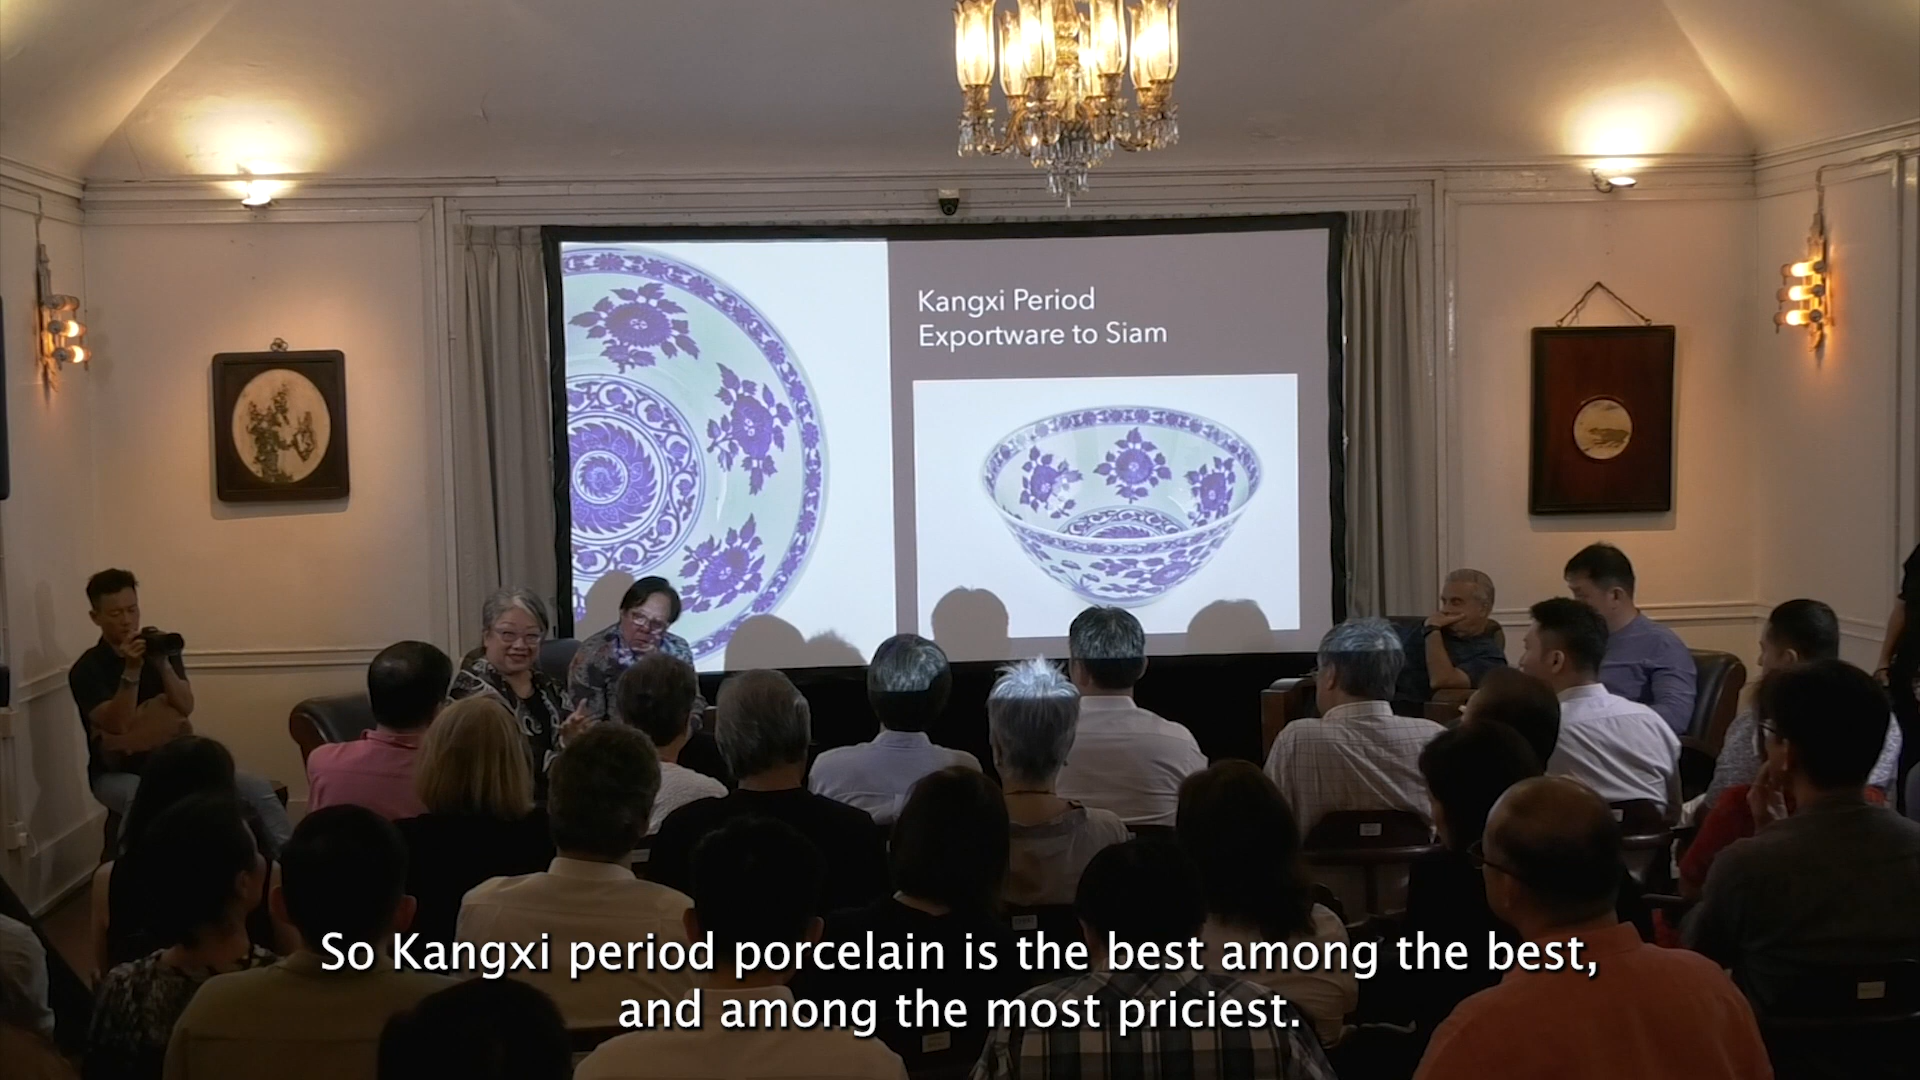 Kangxi Period
Exportware to Siam
So Kangxi period porcelain is the best among the best,
and among the most priciest.